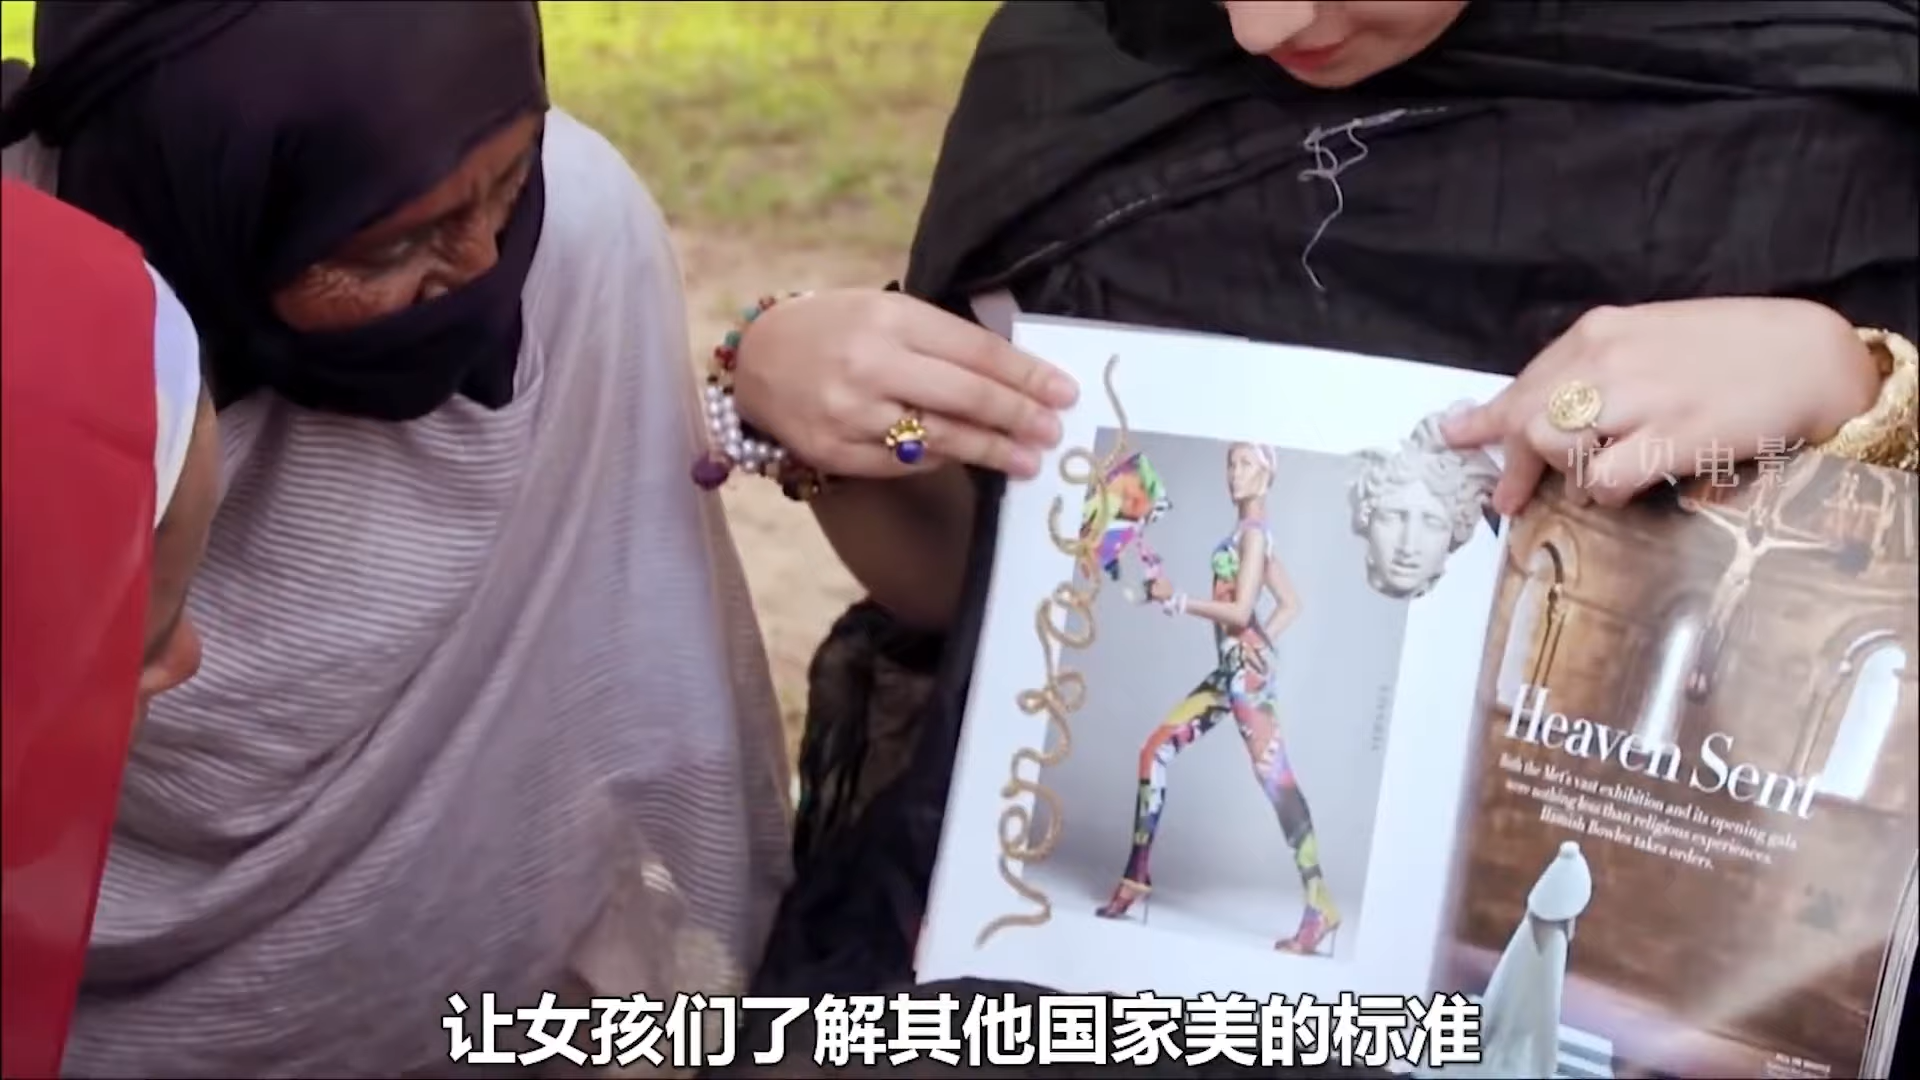 悦贝电影
versace
VERSACE
Heaven Sent
Both the Met's vast exhibition and its opening gala
were nothing less than religious experiences.
Hamish Bowles takes orders.
让女孩们了解其他国家美的标准